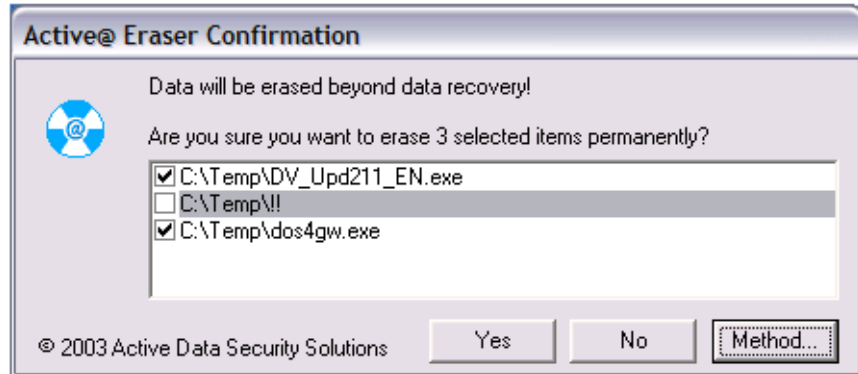 Active@ Eraser Confirmation
Data will be erased beyond data recovery!
@
Are you sure you want to erase 3 selected items permanently?
C:\Temp\DV_Upd211_EN.exe
C:\Temp\!!
C:\Temp\dos4gw.exe
© 2003 Active Data Security Solutions
Yes
No
Method...